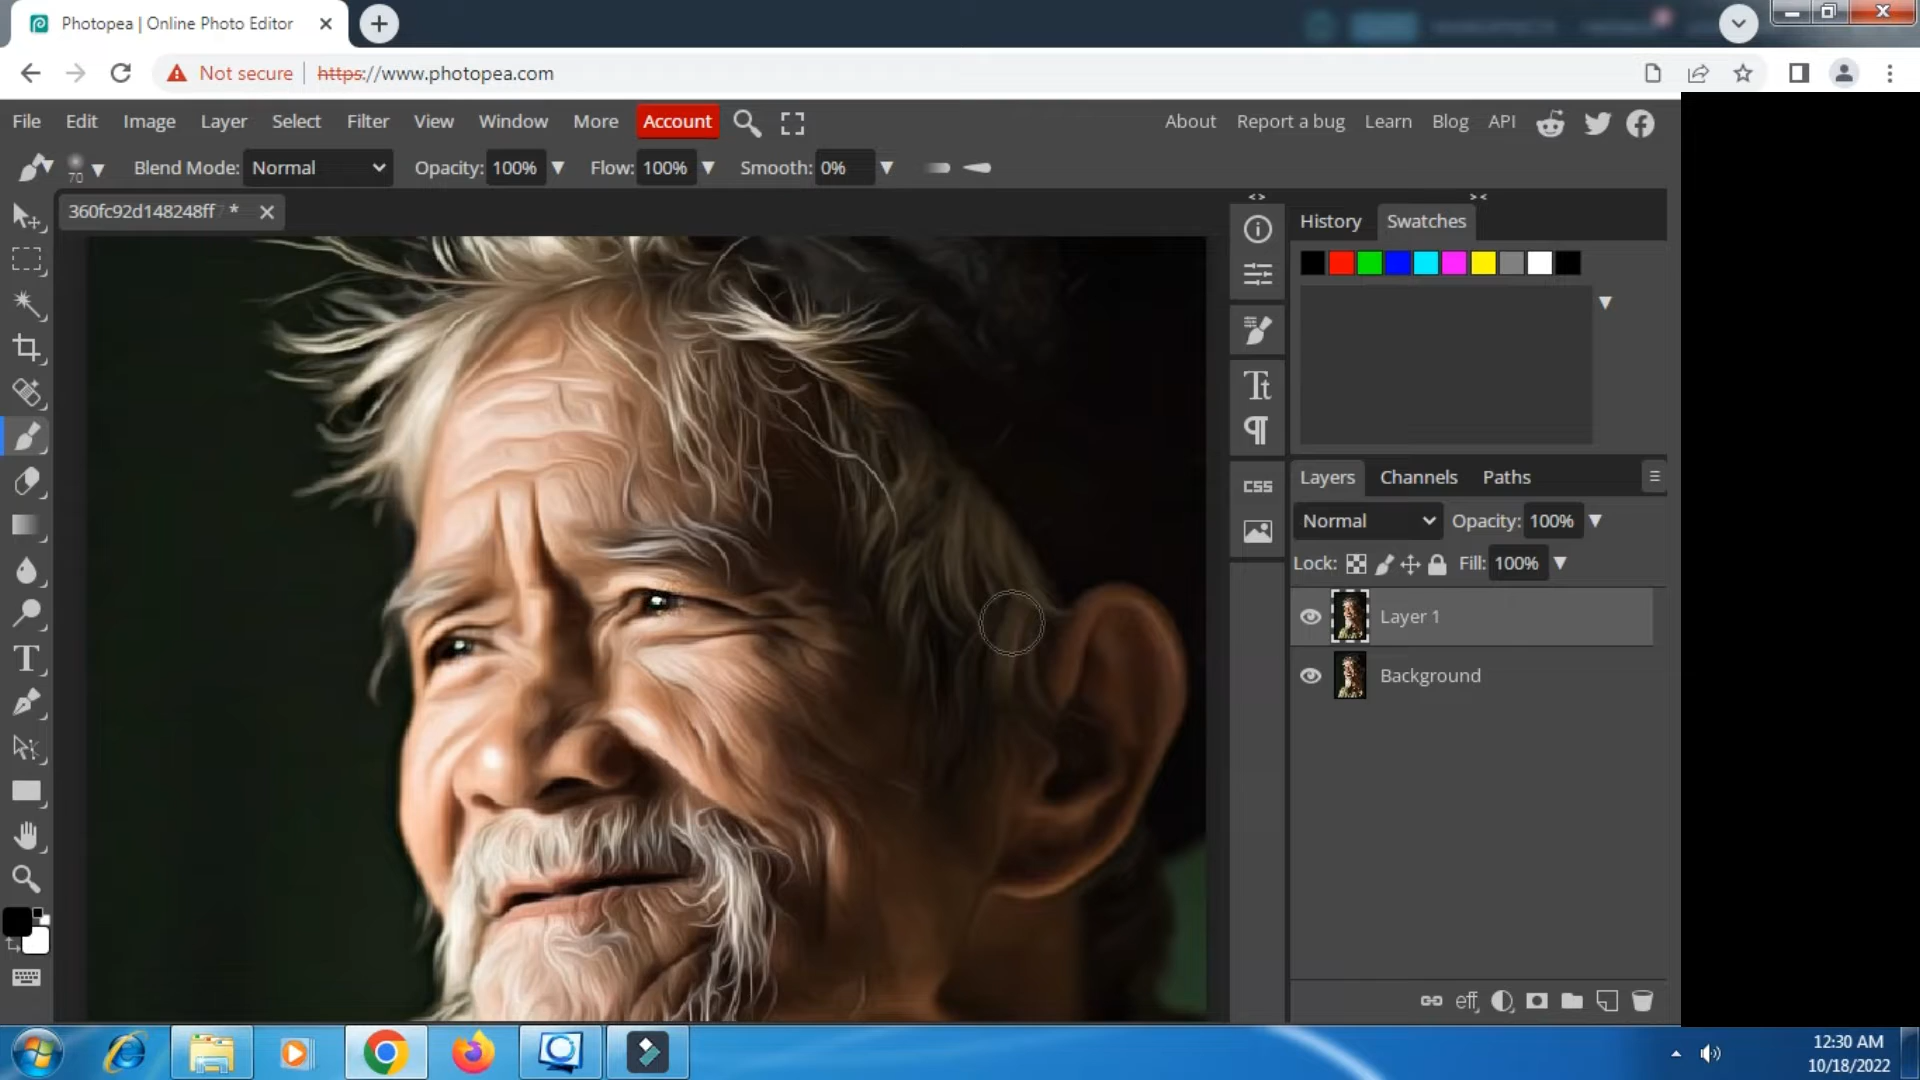 Photopea | Online Photo Editor
Not secure | https://www.photopea.com
File Edit Image Layer Select Filter View Window More Account About Report a bug Learn Blog API
70 Blend Mode: Normal Opacity: 100% Flow: 100% Smooth: 0%
360fc92d148248ff *
< > > <
History Swatches
Layers Channels Paths
CSS
Normal Opacity: 100%
Lock: Fill: 100%
Layer 1
Background
eff
12:30 AM
10/18/2022